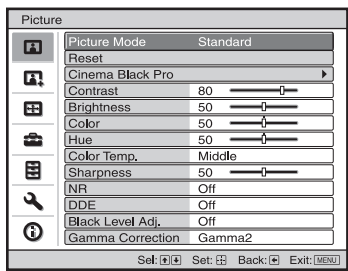 Picture
Picture Mode Standard
Reset
Cinema Black Pro
Contrast 80
Brightness 50
Color 50
Hue 50
Color Temp. Middle
Sharpness 50
NR Off
DDE Off
Black Level Adj. Off
Gamma Correction Gamma2
Sel: Set: Back: Exit: MENU